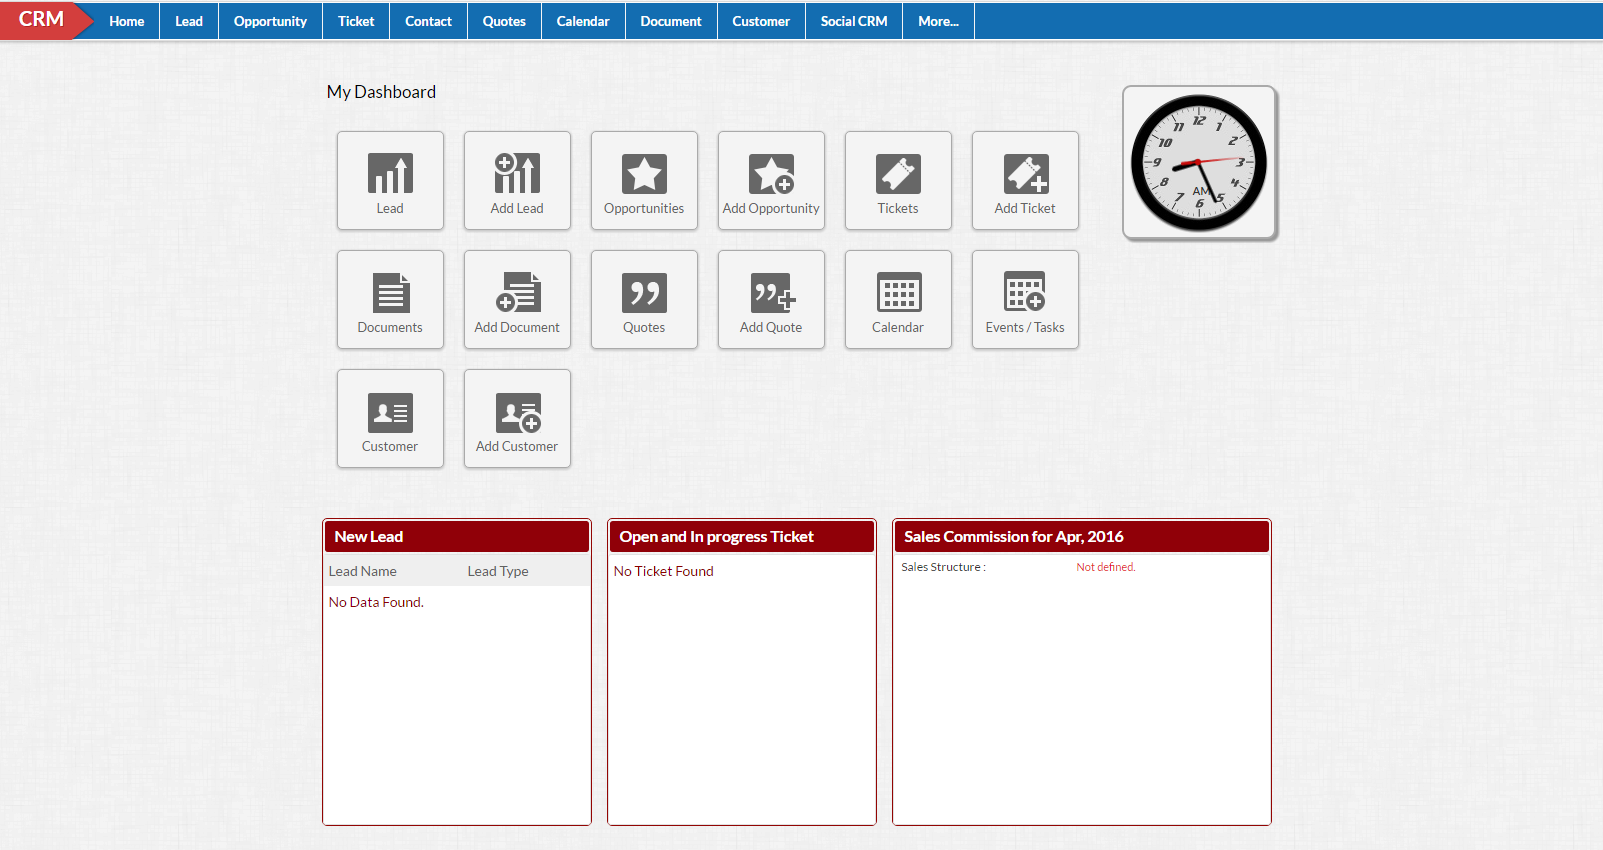 CRM Home Lead Opportunity Ticket Contact Quotes Calendar Document Customer Social CRM More...
My Dashboard
12
11 1
10 2
9 3
8 AM 4
7 5
6
Lead Add Lead Opportunities Add Opportunity Tickets Add Ticket
Documents Add Document Quotes Add Quote Calendar Events / Tasks
Customer Add Customer
New Lead
Lead Name Lead Type
No Data Found.
Open and In progress Ticket
No Ticket Found
Sales Commission for Apr, 2016
Sales Structure : Not defined.